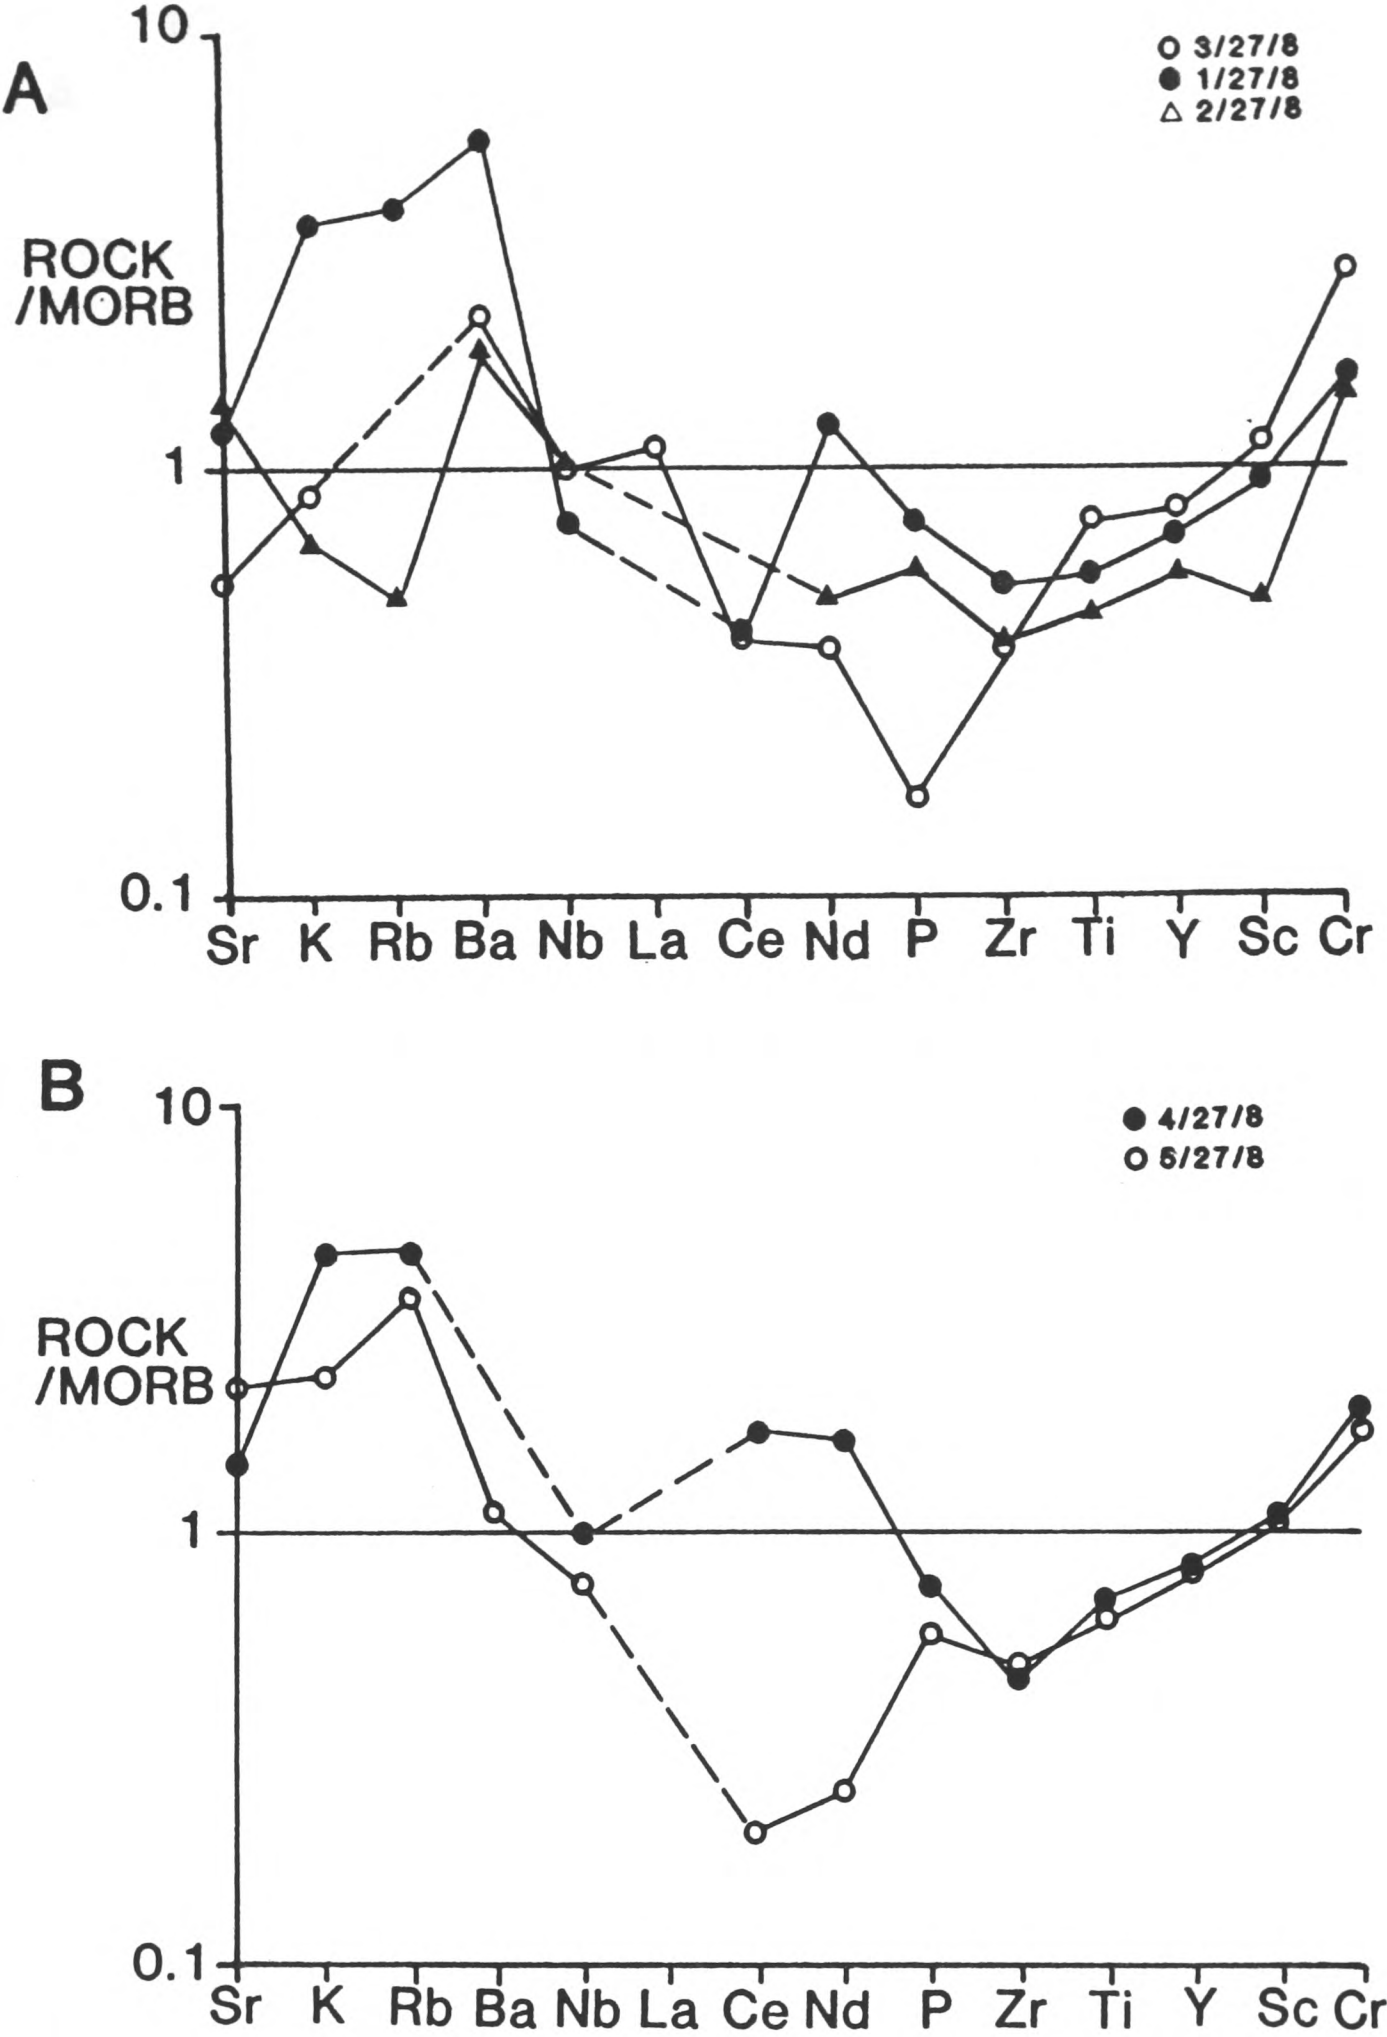 10
A
3/27/8
1/27/8
2/27/8
ROCK
/MORB
1
0.1
Sr K Rb Ba Nb La Ce Nd P Zr Ti Y Sc Cr
B
10
4/27/8
5/27/8
ROCK
/MORB
1
0.1
Sr K Rb Ba Nb La Ce Nd P Zr Ti Y Sc Cr